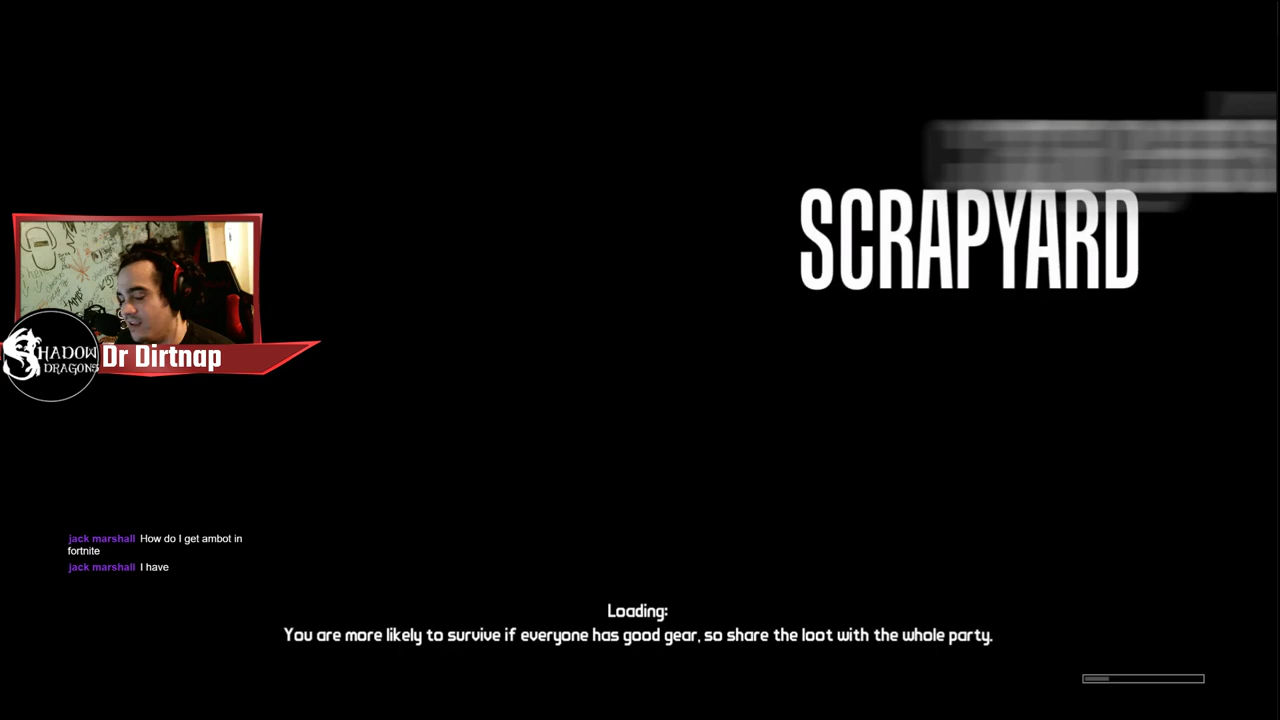 SCRAPYARD
SHADOW
DRAGONS
Dr Dirtnap
jack marshall How do I get ambot in
fortnite
jack marshall I have
Loading:
You are more likely to survive if everyone has good gear, so share the loot with the whole party.